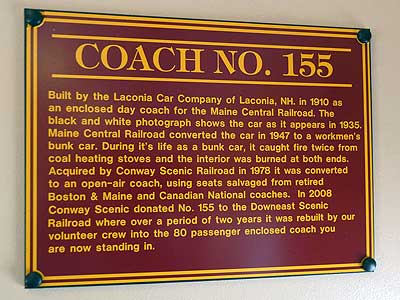 COACH NO. 155
Built by the Laconia Car Company of Laconia, NH. in 1910 as
an enclosed day coach for the Maine Central Railroad. The
black and white photograph shows the car as it appears in 1935.
Maine Central Railroad converted the car in 1947 to a workmen's
bunk car. During it's life as a bunk car, it caught fire twice from
coal heating stoves and the interior was burned at both ends.
Acquired by Conway Scenic Railroad in 1978 it was converted
to an open-air coach, using seats salvaged from retired
Boston & Maine and Canadian National coaches. In 2008
Conway Scenic donated No. 155 to the Downeast Scenic
Railroad where over a period of two years it was rebuilt by our
volunteer crew into the 80 passenger enclosed coach you
are now standing in.